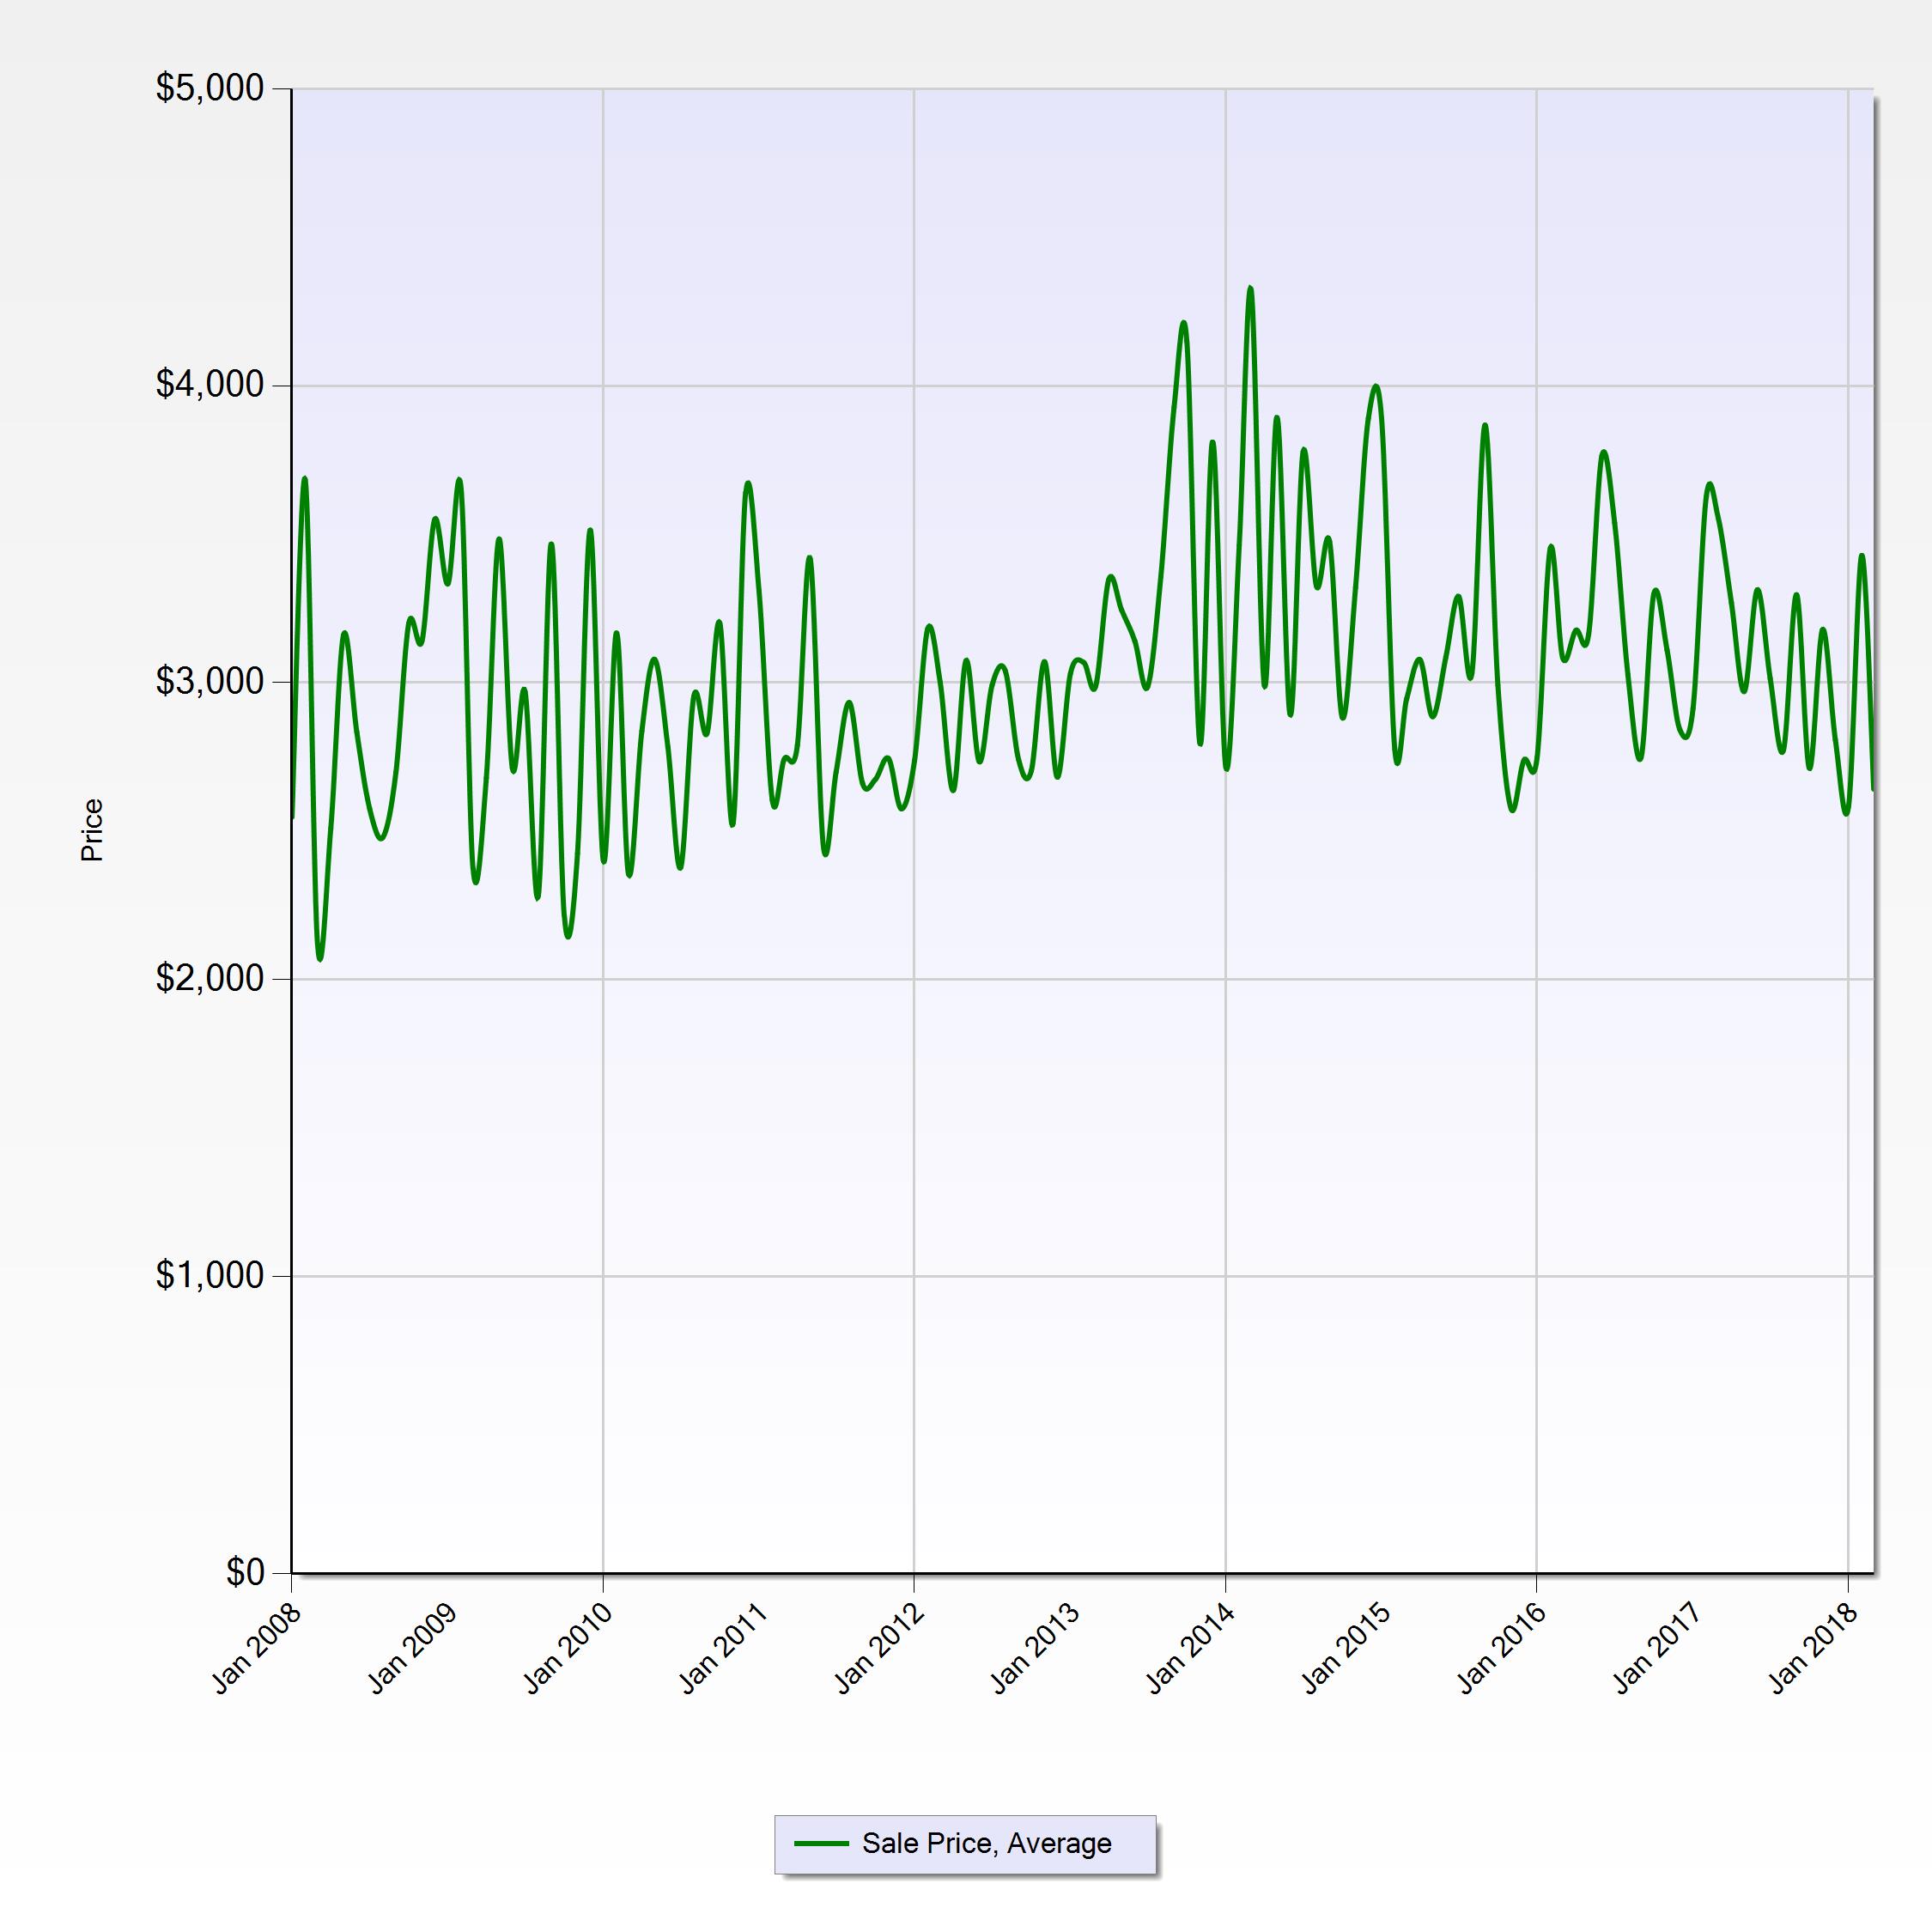 $5,000
$4,000
$3,000
$2,000
$1,000
$0
Price
Jan 2008
Jan 2009
Jan 2010
Jan 2011
Jan 2012
Jan 2013
Jan 2014
Jan 2015
Jan 2016
Jan 2017
Jan 2018
Sale Price, Average